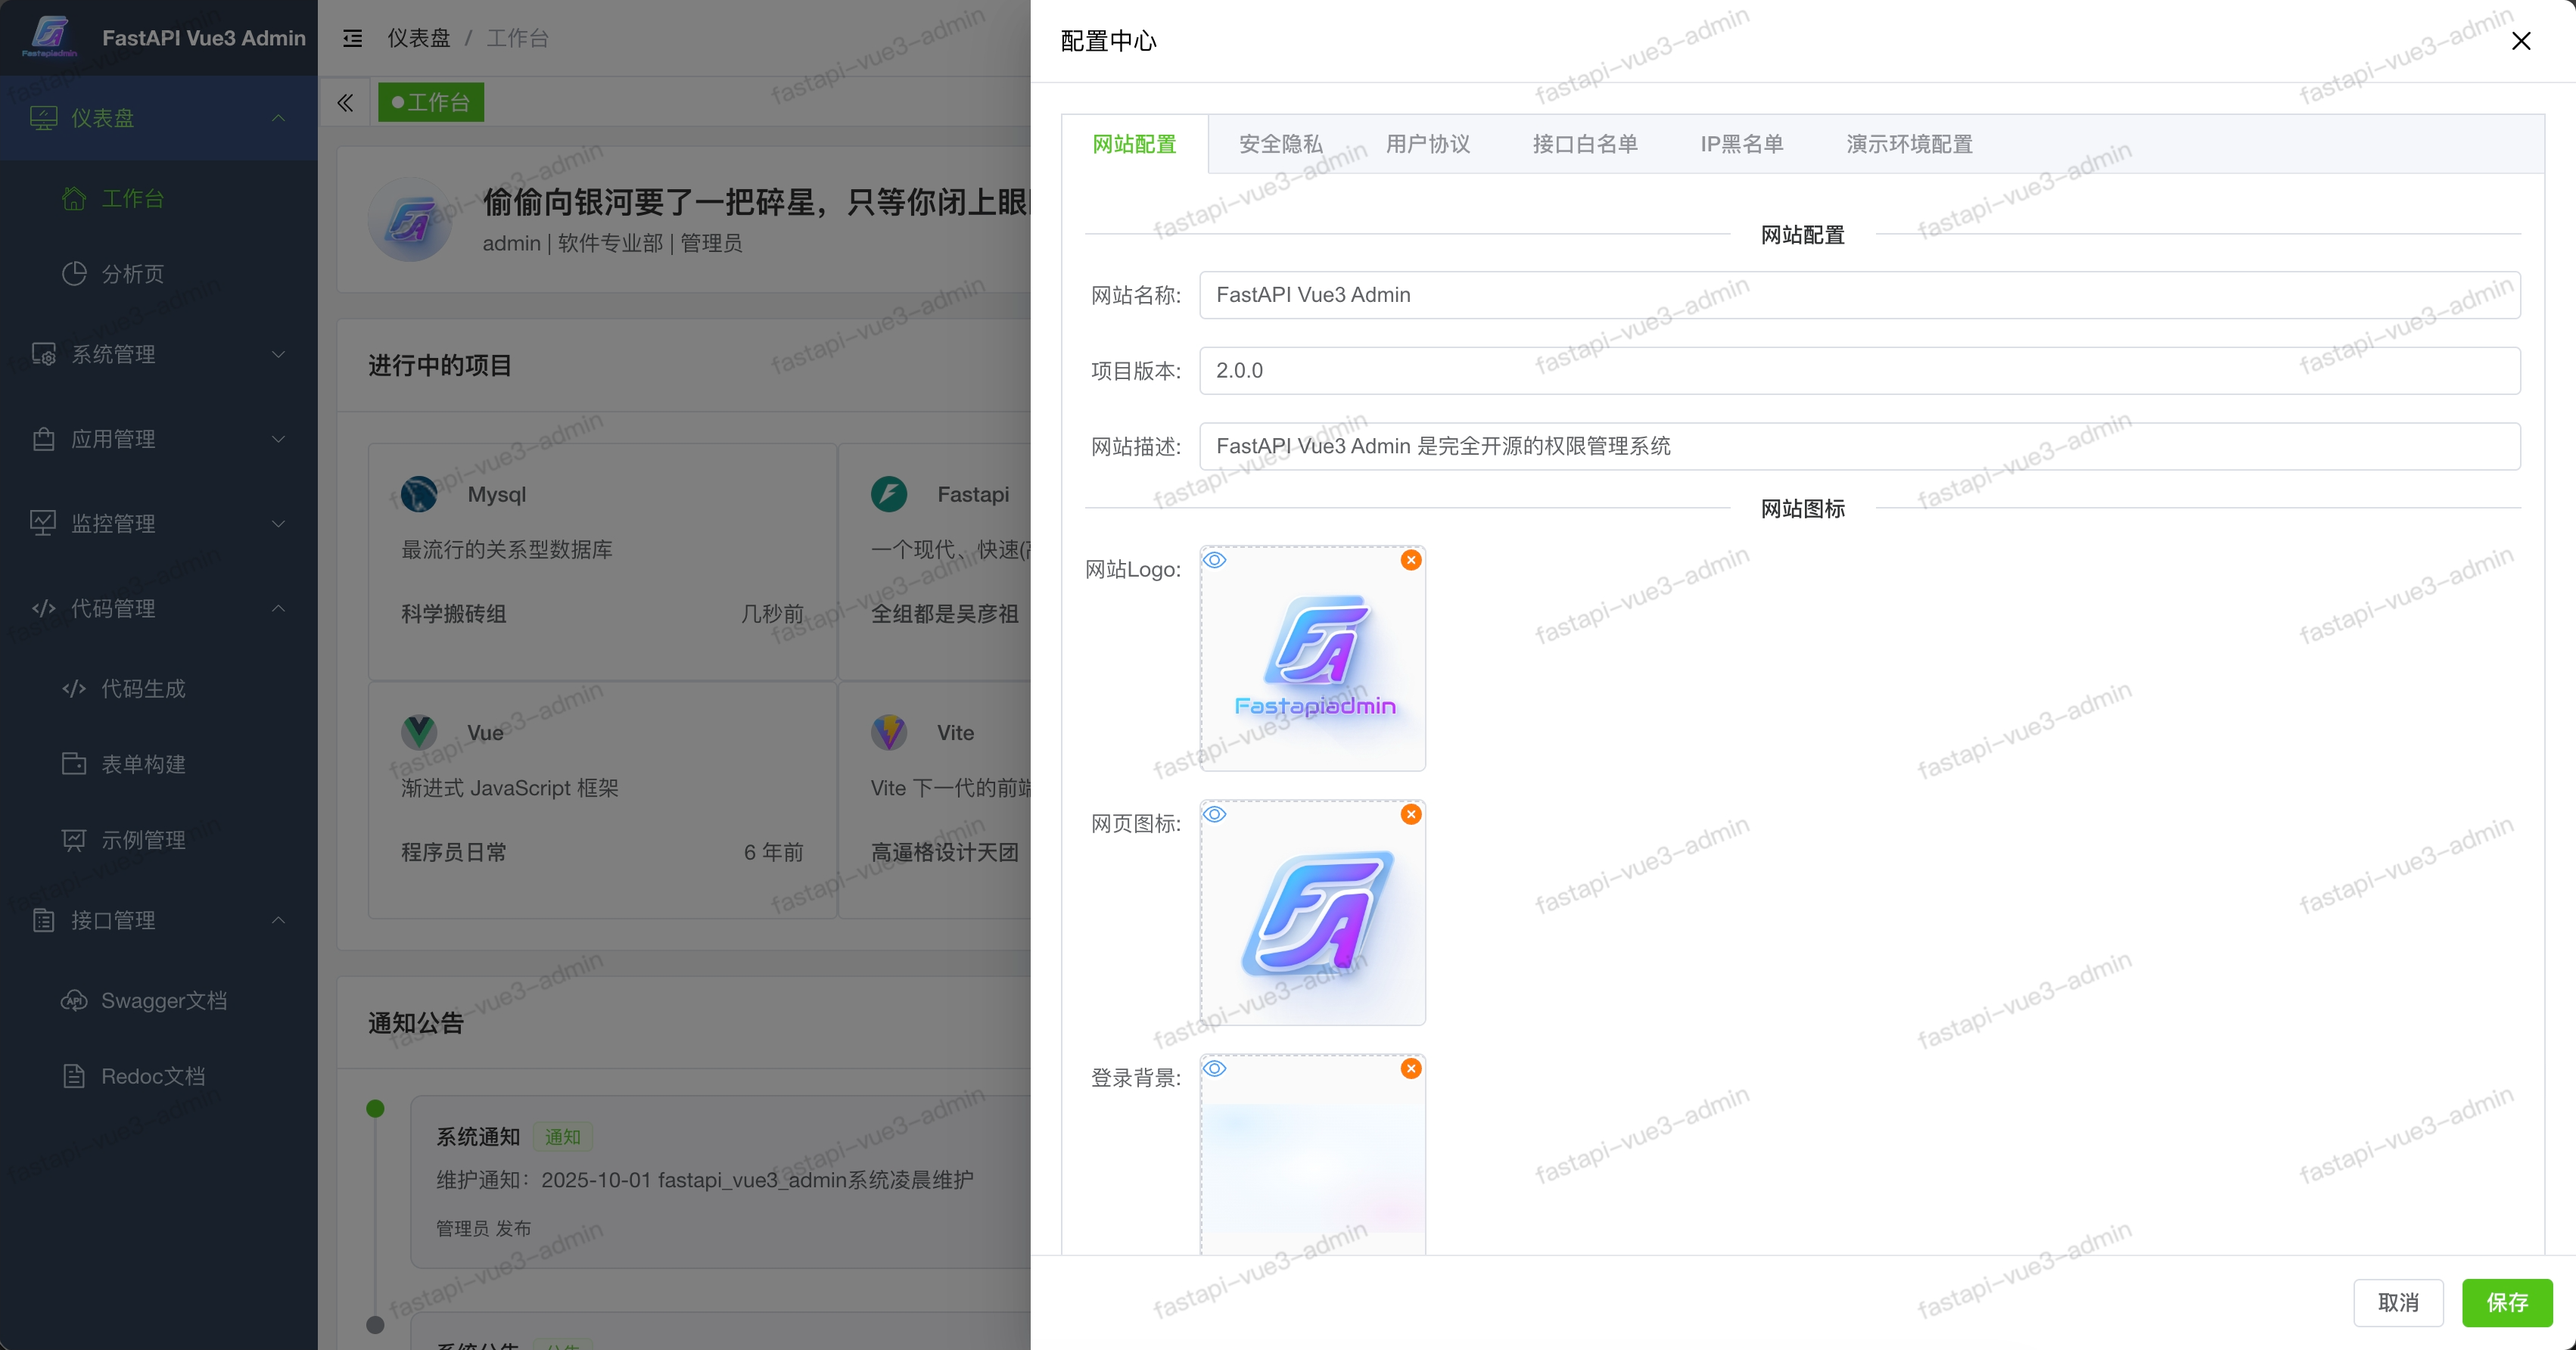 Fastapiadmin
FastAPI Vue3 Admin
仪表盘
工作台
分析页
系统管理
应用管理
监控管理
代码管理
代码生成
表单构建
示例管理
接口管理
Swagger文档
Redoc文档
仪表盘 / 工作台
工作台
偷偷向银河要了一把碎星，只等你闭上眼
admin | 软件专业部 | 管理员
进行中的项目
Mysql
最流行的关系型数据库
科学搬砖组 几秒前
Fastapi
一个现代、快速(
全组都是吴彦祖
Vue
渐进式 JavaScript 框架
程序员日常 6 年前
Vite
Vite 下一代的前端
高逼格设计天团
通知公告
系统通知 通知
维护通知：2025-10-01 fastapi_vue3_admin系统凌晨维护
管理员 发布
配置中心
网站配置 安全隐私 用户协议 接口白名单 IP黑名单 演示环境配置
网站配置
网站名称: FastAPI Vue3 Admin
项目版本: 2.0.0
网站描述: FastAPI Vue3 Admin 是完全开源的权限管理系统
网站图标
网站Logo:
FA
Fastapiadmin
网页图标:
FA
登录背景:
取消 保存
fastapi-vue3-admin